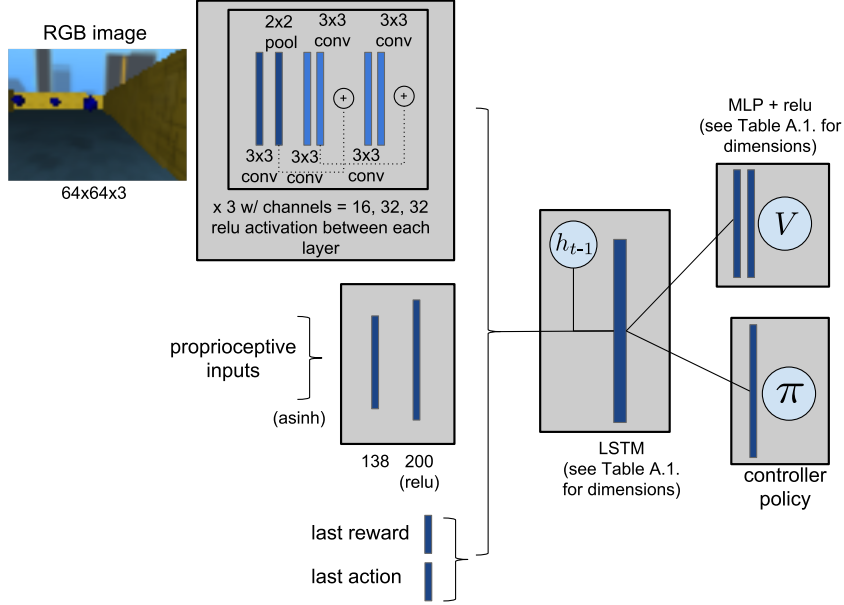 RGB image
64x64x3
2x2
pool
3x3
conv
3x3
conv
+
+
3x3
conv
3x3
conv
3x3
conv
x 3 w/ channels = 16, 32, 32
relu activation between each
layer
proprioceptive
inputs
(asinh)
138
200
(relu)
last reward
last action
h_{t-1}
LSTM
(see Table A.1.
for dimensions)
MLP + relu
(see Table A.1. for
dimensions)
V
π
controller
policy